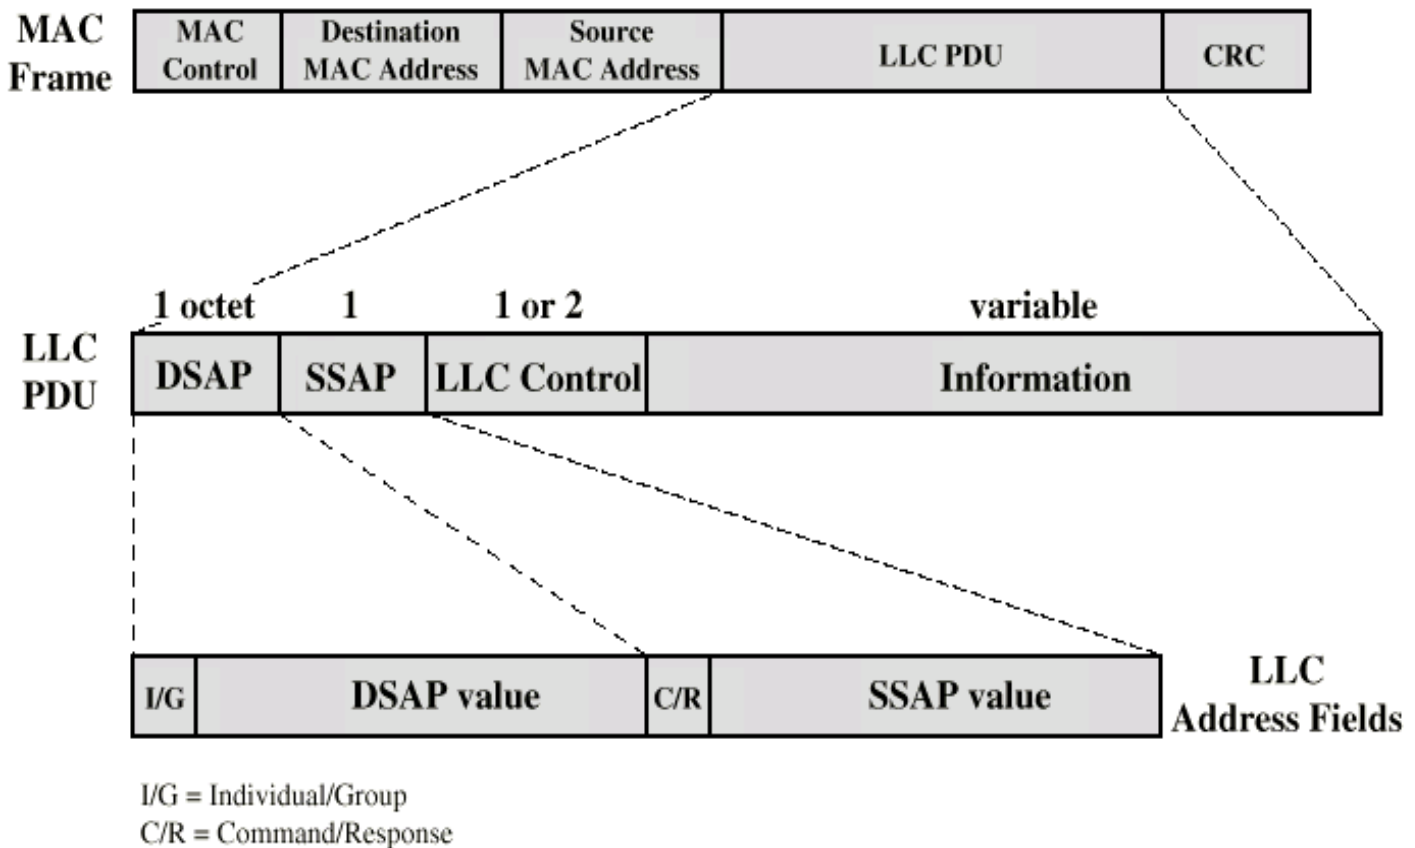 MAC
Frame
MAC
Control
Destination
MAC Address
Source
MAC Address
LLC PDU
CRC
1 octet
1
1 or 2
variable
LLC
PDU
DSAP
SSAP
LLC Control
Information
I/G
DSAP value
C/R
SSAP value
LLC
Address Fields
I/G = Individual/Group
C/R = Command/Response